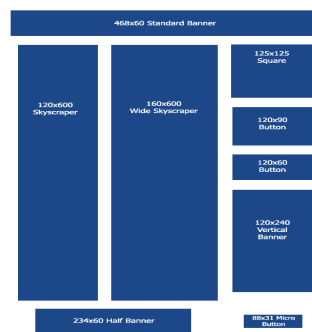 468x60 Standard Banner
120x600
Skyscraper
160x600
Wide Skyscraper
125x125
Square
120x90
Button
120x60
Button
120x240
Vertical
Banner
234x60 Half Banner
88x31 Micro
Button